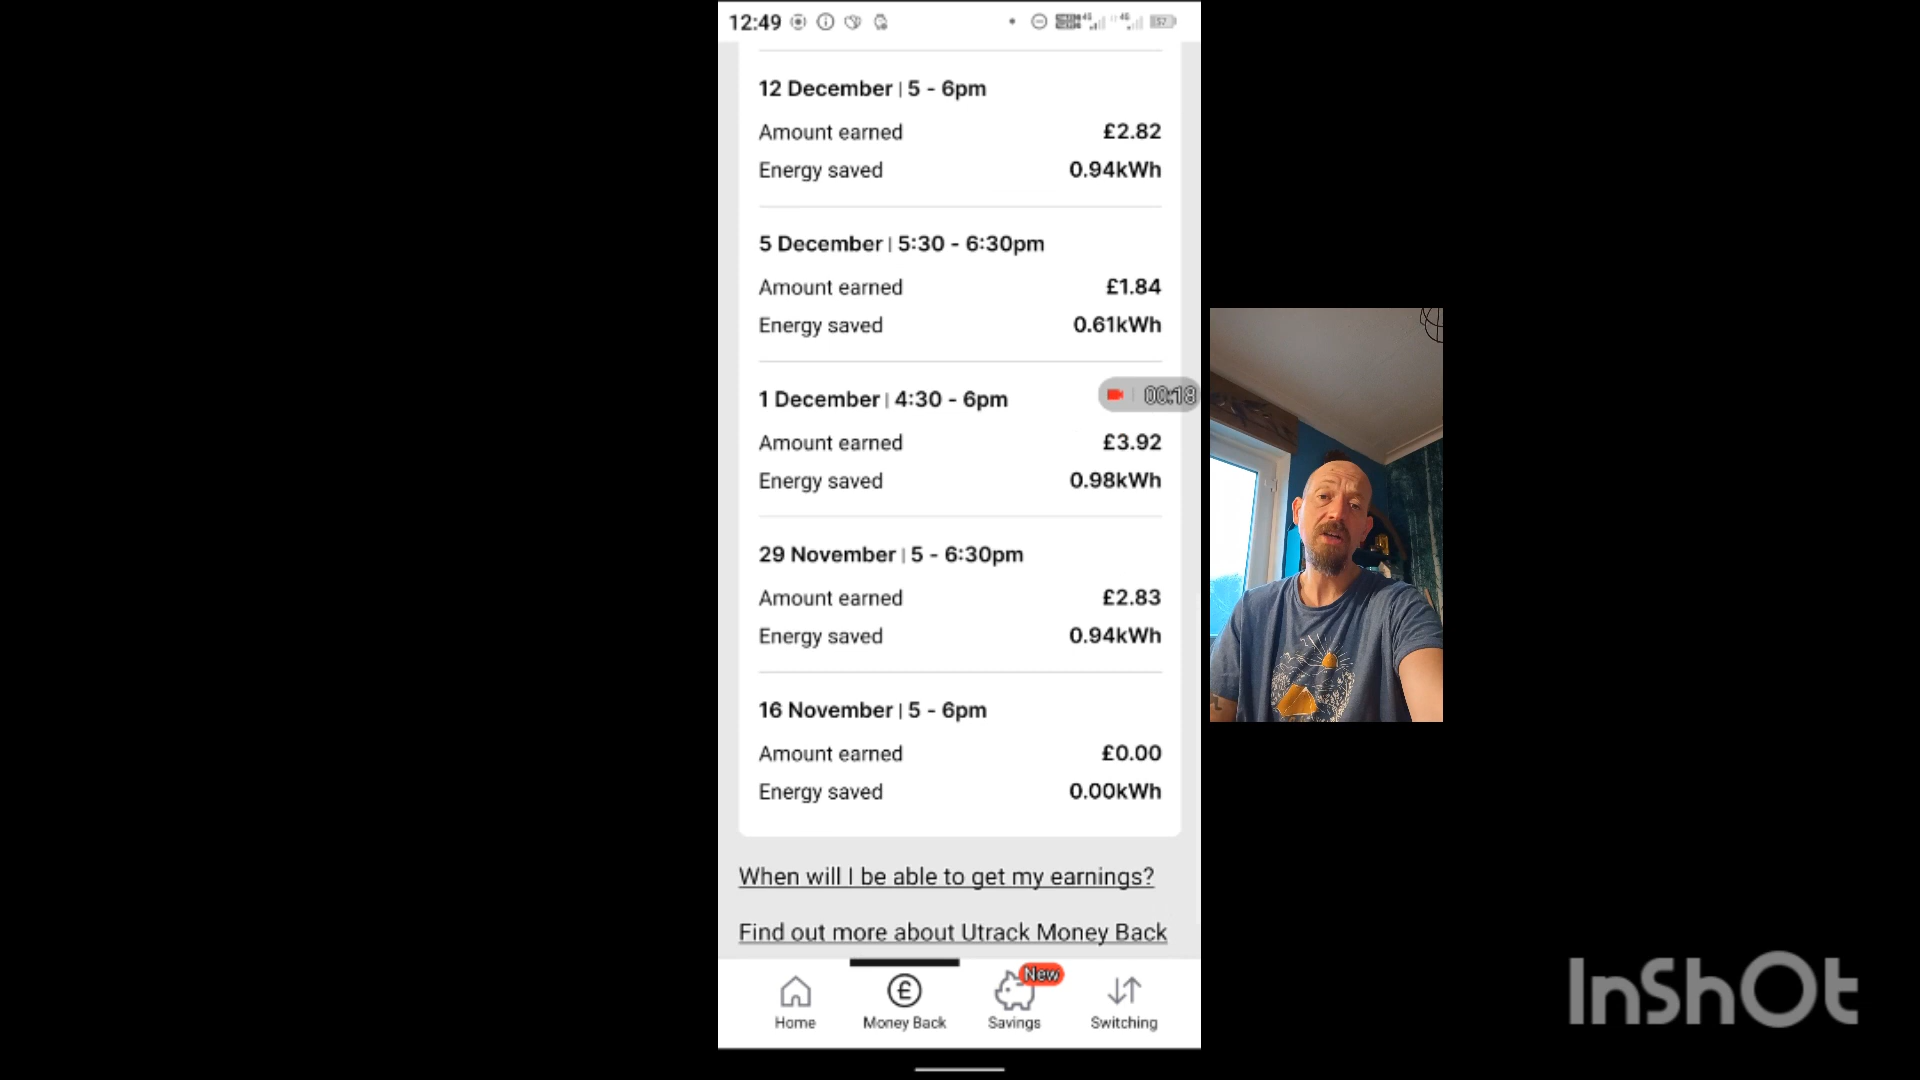 12:49
57
12 December | 5 - 6pm
Amount earned £2.82
Energy saved 0.94kWh
5 December | 5:30 - 6:30pm
Amount earned £1.84
Energy saved 0.61kWh
1 December | 4:30 - 6pm
00:18
Amount earned £3.92
Energy saved 0.98kWh
29 November | 5 - 6:30pm
Amount earned £2.83
Energy saved 0.94kWh
16 November | 5 - 6pm
Amount earned £0.00
Energy saved 0.00kWh
When will I be able to get my earnings?
Find out more about Utrack Money Back
New
Home Money Back Savings Switching
InShOt